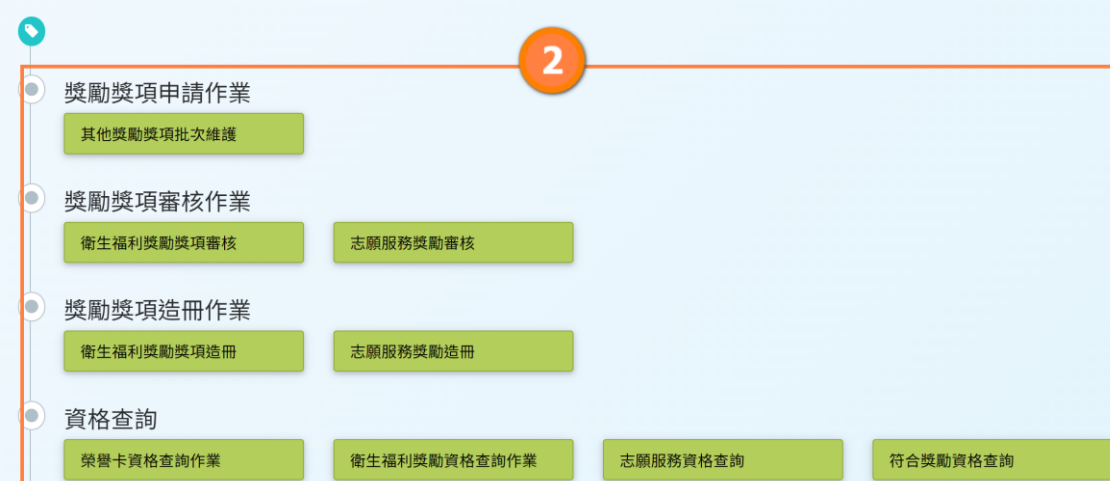 2
獎勵獎項申請作業
其他獎勵獎項批次維護
獎勵獎項審核作業
衛生福利獎勵獎項審核 志願服務獎勵審核
獎勵獎項造冊作業
衛生福利獎勵獎項造冊 志願服務獎勵造冊
資格查詢
榮譽卡資格查詢作業 衛生福利獎勵資格查詢作業 志願服務資格查詢 符合獎勵資格查詢